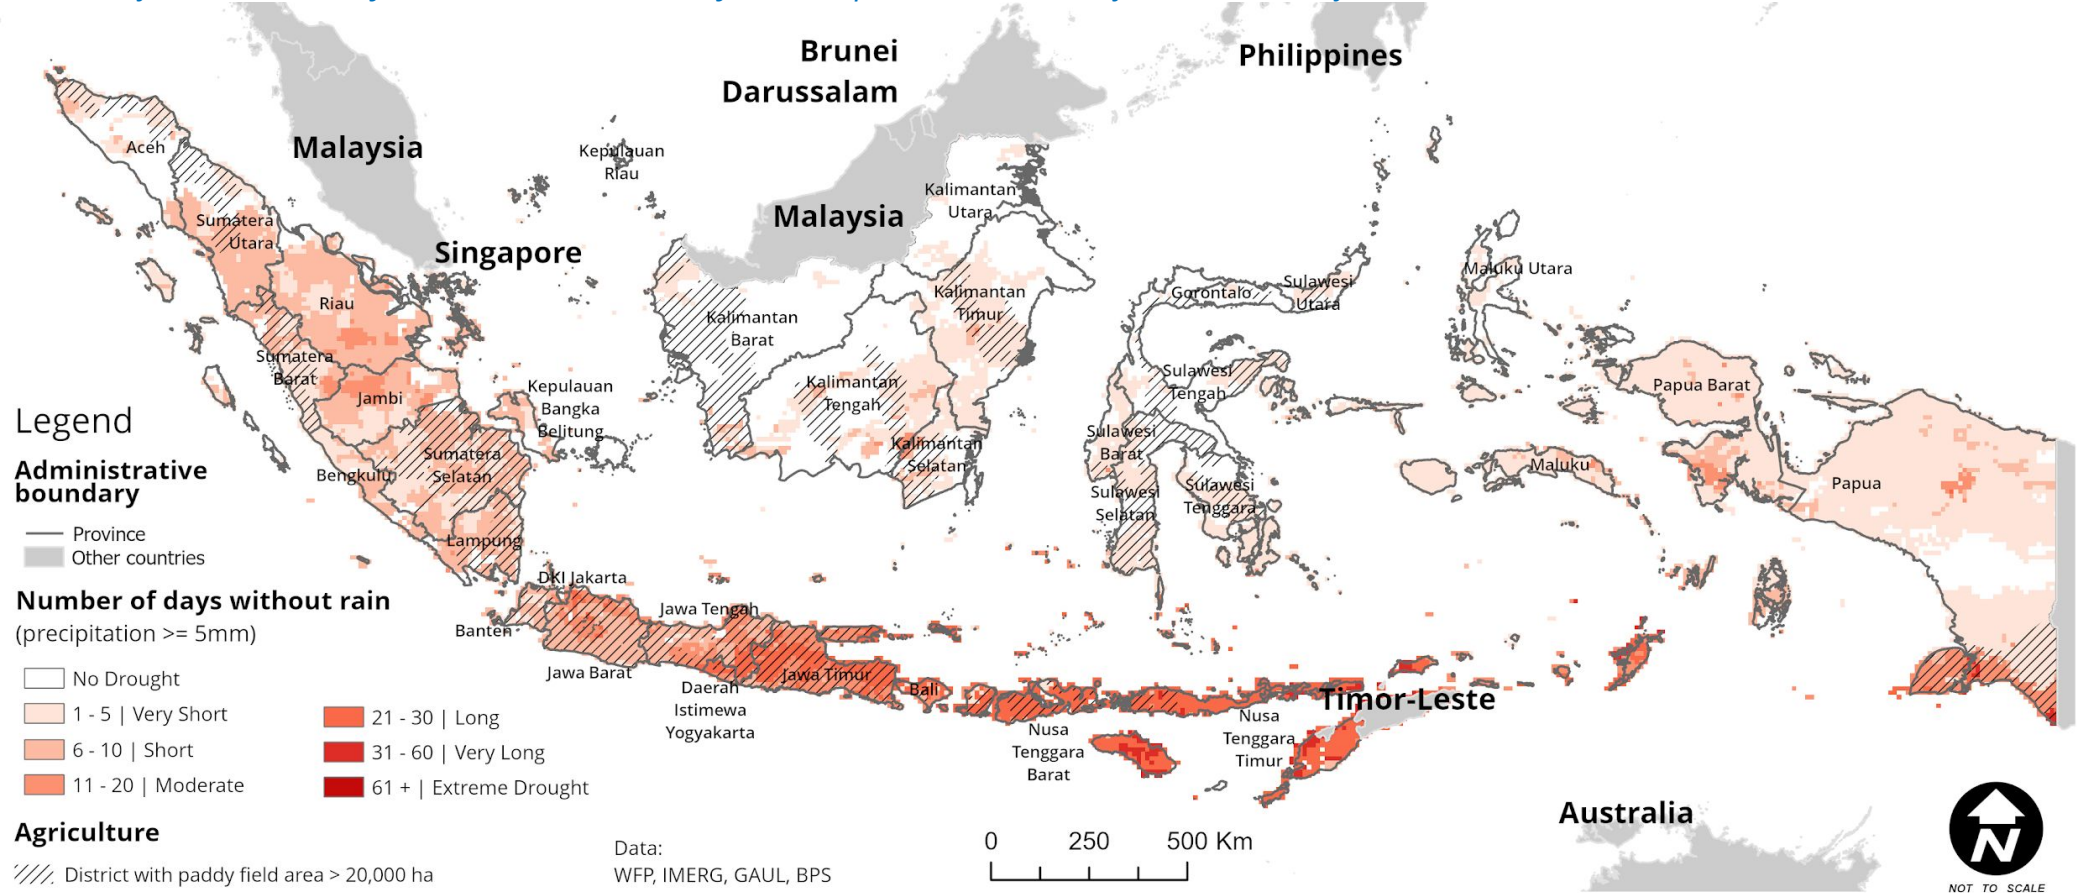 Brunei
Darussalam
Philippines
Malaysia
Kepulauan
Riau
Aceh
Kalimantan
Utara
Malaysia
Sumatera
Utara
Singapore
Maluku Utara
Sulawesi
Utara
Gorontalo
Kalimantan
Timur
Riau
Kalimantan
Barat
Sumatera
Barat
Sulawesi
Tengah
Papua Barat
Kepulauan
Bangka
Belitung
Kalimantan
Tengah
Jambi
Sulawesi
Barat
Kalimantan
Selatan
Sumatera
Selatan
Bengkulu
Maluku
Papua
Sulawesi
Selatan
Sulawesi
Tenggara
Lampung
DKI Jakarta
Jawa Tengah
Banten
Jawa Barat
Jawa Timur
Daerah
Istimewa
Yogyakarta
Bali
Timor-Leste
Nusa
Tenggara
Barat
Nusa
Tenggara
Timur
Australia
Legend
Administrative
boundary
Province
Other countries
Number of days without rain
(precipitation >= 5mm)
No Drought
1 - 5 | Very Short
6 - 10 | Short
11 - 20 | Moderate
21 - 30 | Long
31 - 60 | Very Long
61 + | Extreme Drought
Agriculture
District with paddy field area > 20,000 ha
Data:
WFP, IMERG, GAUL, BPS
0 250 500 Km
N
NOT TO SCALE